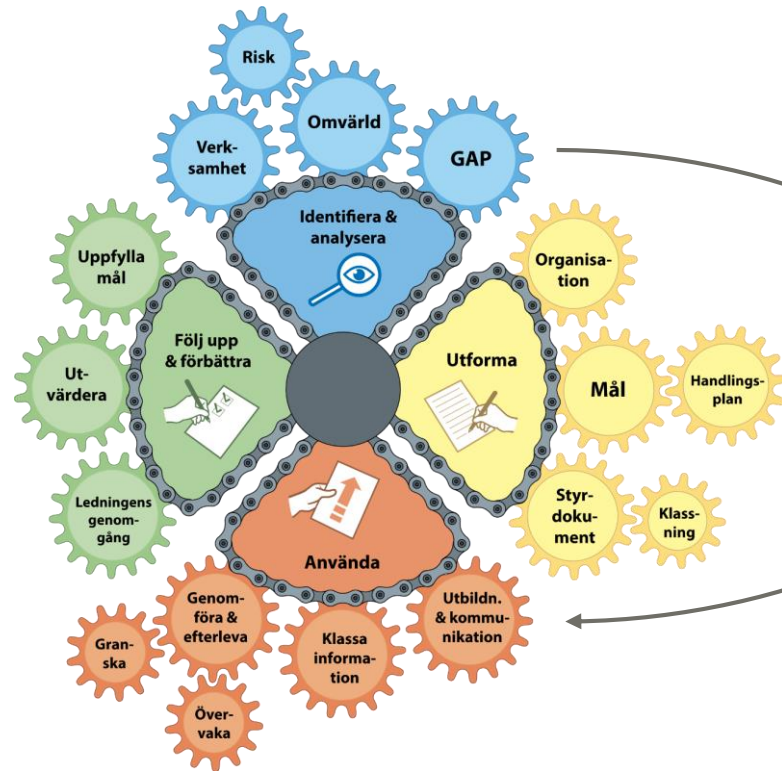 Risk
Omvärld
Verk-
samhet
GAP
Identifiera &
analysera
Organisa-
tion
Mål
Handlings-
plan
Utforma
Styr-
doku-
ment
Klass-
ning
Utbildn.
& kommu-
nikation
Klassa
informa-
tion
Genom-
föra &
efterleva
Gran-
ska
Över-
vaka
Använda
Ledningens
genom-
gång
Ut-
värdera
Uppfylla
mål
Följ upp
& förbättra